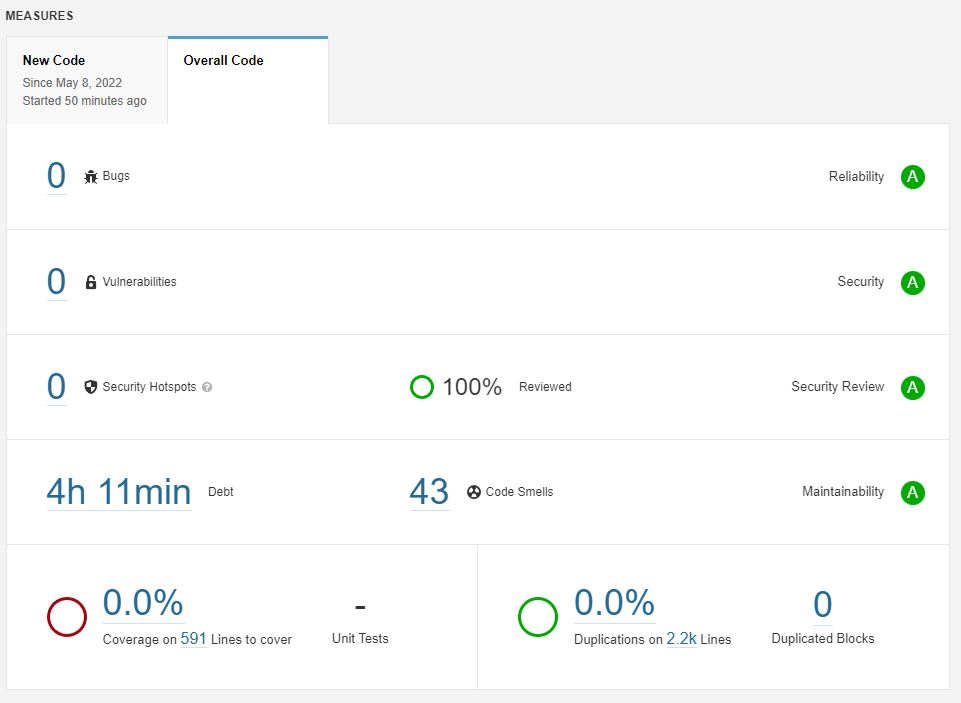 MEASURES
New Code
Since May 8, 2022
Started 50 minutes ago
Overall Code
0 Bugs Reliability A
0 Vulnerabilities Security A
0 Security Hotspots ? 100% Reviewed Security Review A
4h 11min Debt 43 Code Smells Maintainability A
0.0% - 0.0% 0
Coverage on 591 Lines to cover Unit Tests Duplications on 2.2k Lines Duplicated Blocks